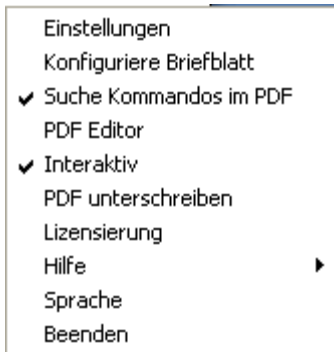 Einstellungen
Konfiguriere Briefblatt
Suche Kommandos im PDF
PDF Editor
Interaktiv
PDF unterschreiben
Lizensierung
Hilfe
Sprache
Beenden